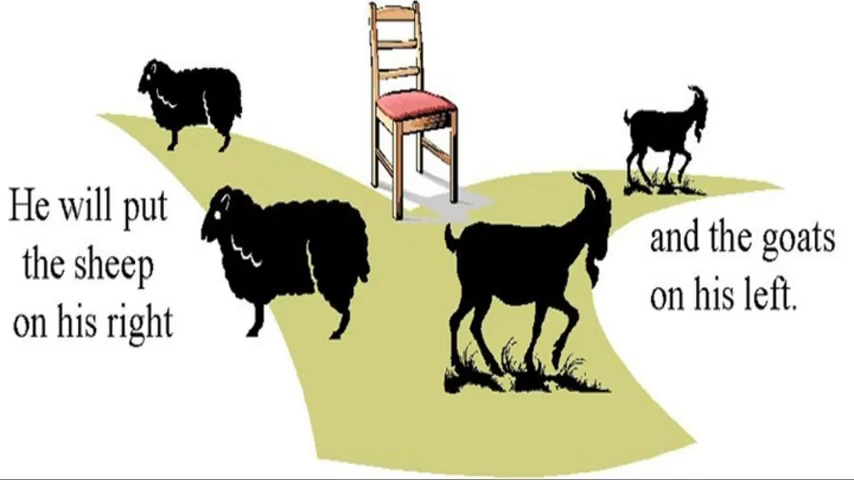 He will put
the sheep
on his right
and the goats
on his left.